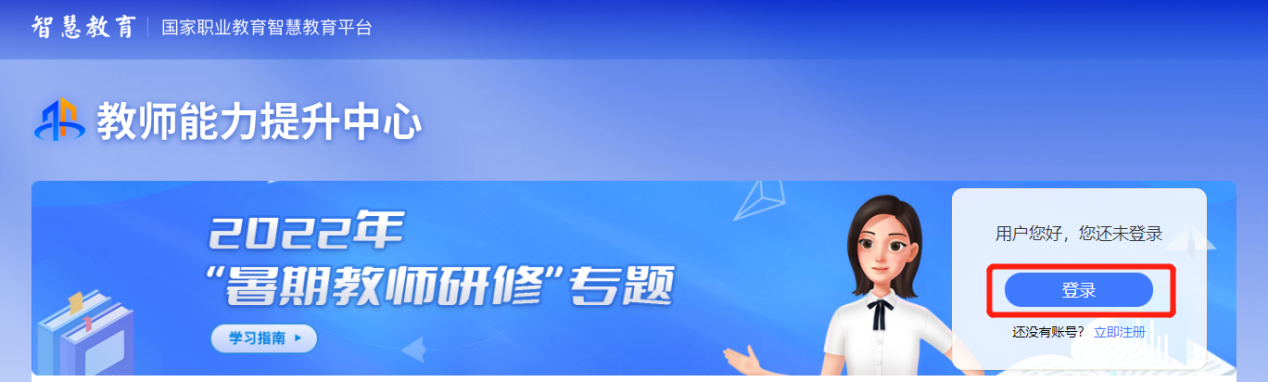 智慧教育 国家职业教育智慧教育平台
教师能力提升中心
2022年
“暑期教师研修”专题
学习指南
用户您好，您还未登录
登录
还没有账号？ 立即注册